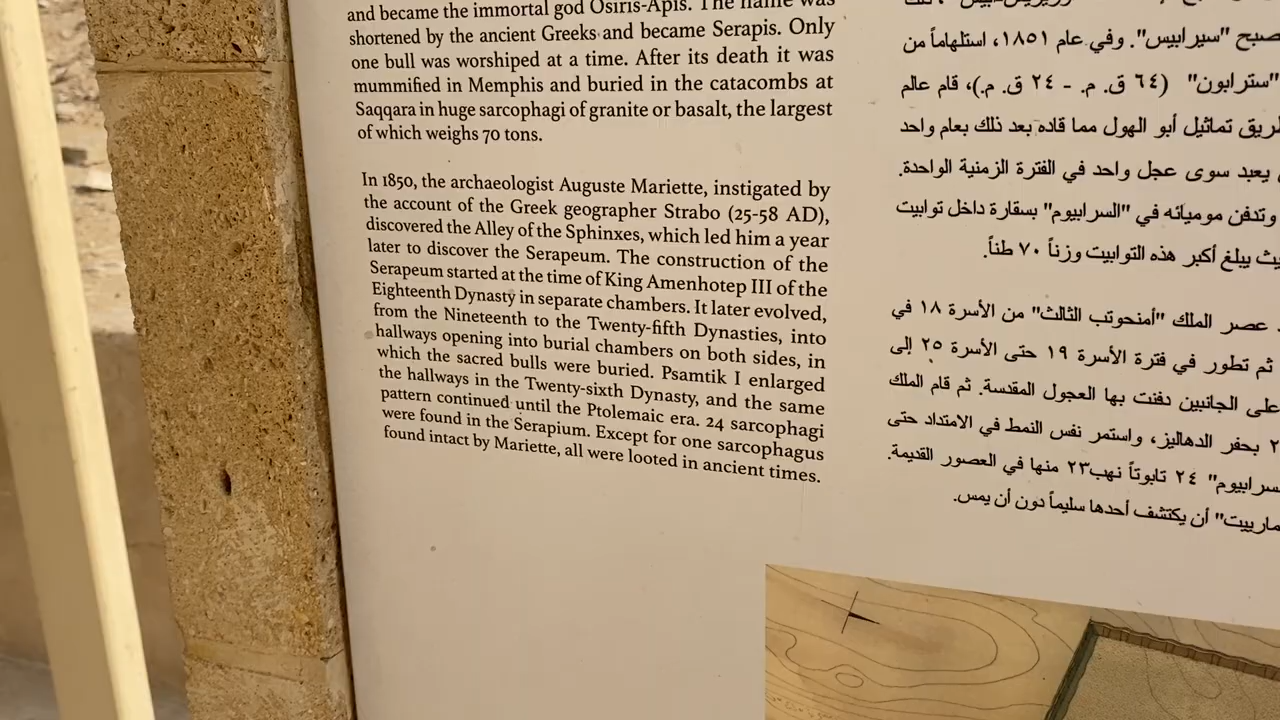 and became the immortal god Osiris-Apis. The name was
shortened by the ancient Greeks and became Serapis. Only
one bull was worshiped at a time. After its death it was
mummified in Memphis and buried in the catacombs at
Saqqara in huge sarcophagi of granite or basalt, the largest
of which weighs 70 tons.
In 1850, the archaeologist Auguste Mariette, instigated by
the account of the Greek geographer Strabo (25-58 AD),
discovered the Alley of the Sphinxes, which led him a year
later to discover the Serapeum. The construction of the
Serapeum started at the time of King Amenhotep III of the
Eighteenth Dynasty in separate chambers. It later evolved,
from the Nineteenth to the Twenty-fifth Dynasties, into
hallways opening into burial chambers on both sides, in
which the sacred bulls were buried. Psamtik I enlarged
the hallways in the Twenty-sixth Dynasty, and the same
pattern continued until the Ptolemaic era. 24 sarcophagi
were found in the Serapium. Except for one sarcophagus
found intact by Mariette, all were looted in ancient times.
صبح "سيرابيس". وفي عام ١٨٥١، استلهاماً من
"سترابون" (٦٤ ق. م. - ٢٤ ق. م.)، قام عالم
طريق تماثيل أبو الهول مما قاده بعد ذلك بعام واحد
يعبد سوى عجل واحد في الفترة الزمنية الواحدة.
وتدفن مومياته في "السرابيوم" بسقارة داخل توابيت
يبلغ أكبر هذه التوابيت وزناً ٧٠ طناً.
عصر الملك "أمنحوتب الثالث" من الأسرة ١٨ في
ثم تطور في فترة الأسرة ١٩ حتى الأسرة ٢٥ إلى
على الجانبين دفنت بها العجول المقدسة. ثم قام الملك
بحفر الدهاليز، واستمر نفس النمط في الامتداد حتى
سرابيوم" ٢٤ تابوتاً نهب٢٣ منها في العصور القديمة.
مارييت" أن يكتشف أحدها سليماً دون أن يمس.